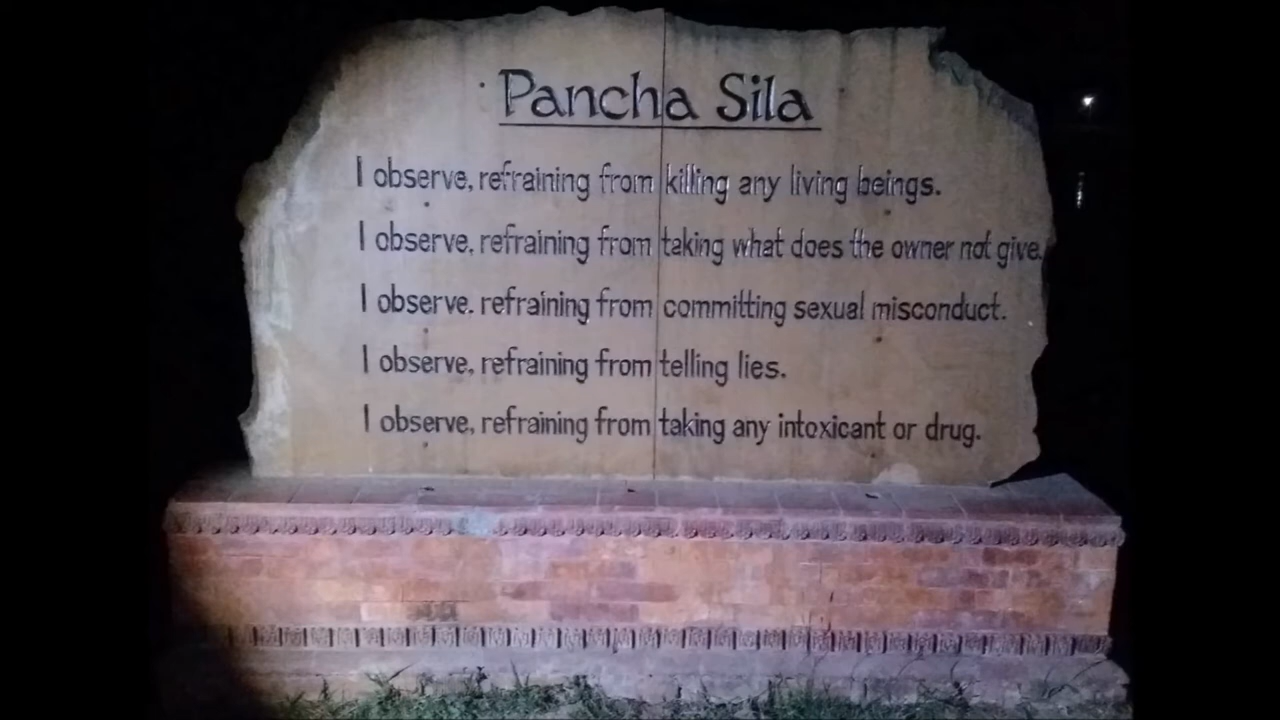 Pancha Sila
I observe, refraining from killing any living beings.
I observe, refraining from taking what does the owner not give.
I observe. refraining from committing sexual misconduct.
I observe, refraining from telling lies.
I observe, refraining from taking any intoxicant or drug.